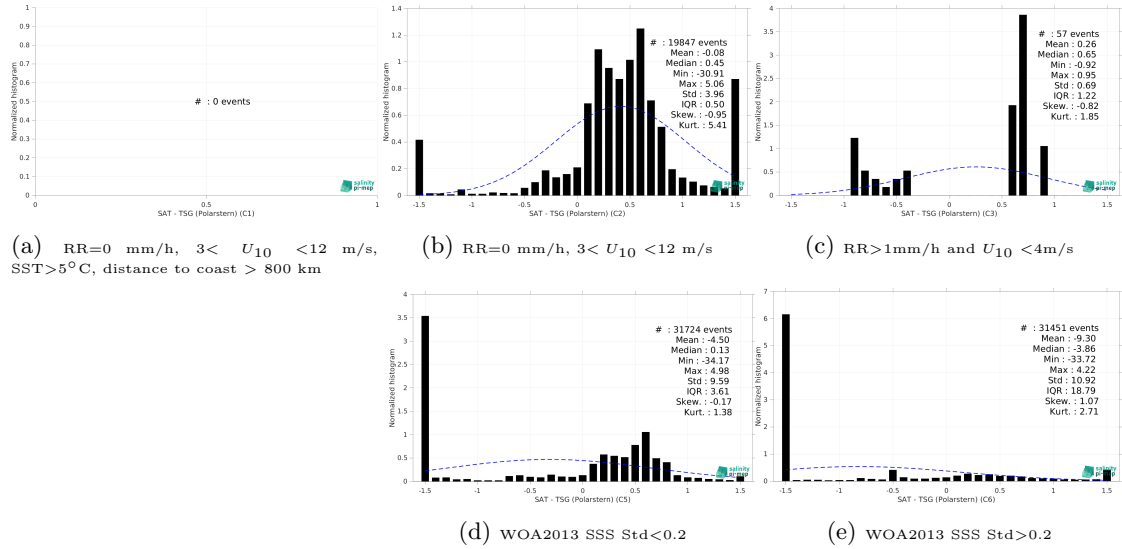 1
0.9
0.8
0.7
0.6
0.5
0.4
0.3
0.2
0.1
0
Normalized histogram
# : 0 events
salinity
pi-mep
0
0.5
1
SAT - TSG (Polarstern) (C1)
(a) RR=0 mm/h, 3< U10 <12 m/s,
SST>5°C, distance to coast > 800 km
1.4
1.2
1
0.8
0.6
0.4
0.2
0
Normalized histogram
# : 19847 events
Mean : -0.08
Median : 0.45
Min : -30.91
Max : 5.06
Std : 3.96
IQR : 0.50
Skew. : -0.95
Kurt. : 5.41
salinity
pi-mep
-1.5
-1
-0.5
0
0.5
1
1.5
SAT - TSG (Polarstern) (C2)
(b) RR=0 mm/h, 3< U10 <12 m/s
4
3.5
3
2.5
2
1.5
1
0.5
0
Normalized histogram
# : 57 events
Mean : 0.26
Median : 0.65
Min : -0.92
Max : 0.95
Std : 0.69
IQR : 1.22
Skew. : -0.82
Kurt. : 1.85
salinity
pi-mep
-1.5
-1
-0.5
0
0.5
1
1.5
SAT - TSG (Polarstern) (C3)
(c) RR>1mm/h and U10 <4m/s
4
3.5
3
2.5
2
1.5
1
0.5
0
Normalized histogram
# : 31724 events
Mean : -4.50
Median : 0.13
Min : -34.17
Max : 4.98
Std : 9.59
IQR : 3.61
Skew. : -0.17
Kurt. : 1.38
salinity
pi-mep
-1.5
-1
-0.5
0
0.5
1
1.5
SAT - TSG (Polarstern) (C5)
(d) WOA2013 SSS Std<0.2
7
6
5
4
3
2
1
0
Normalized histogram
# : 31451 events
Mean : -9.30
Median : -3.86
Min : -33.72
Max : 4.22
Std : 10.92
IQR : 18.79
Skew. : 1.07
Kurt. : 2.71
salinity
pi-mep
-1.5
-1
-0.5
0
0.5
1
1.5
SAT - TSG (Polarstern) (C6)
(e) WOA2013 SSS Std>0.2